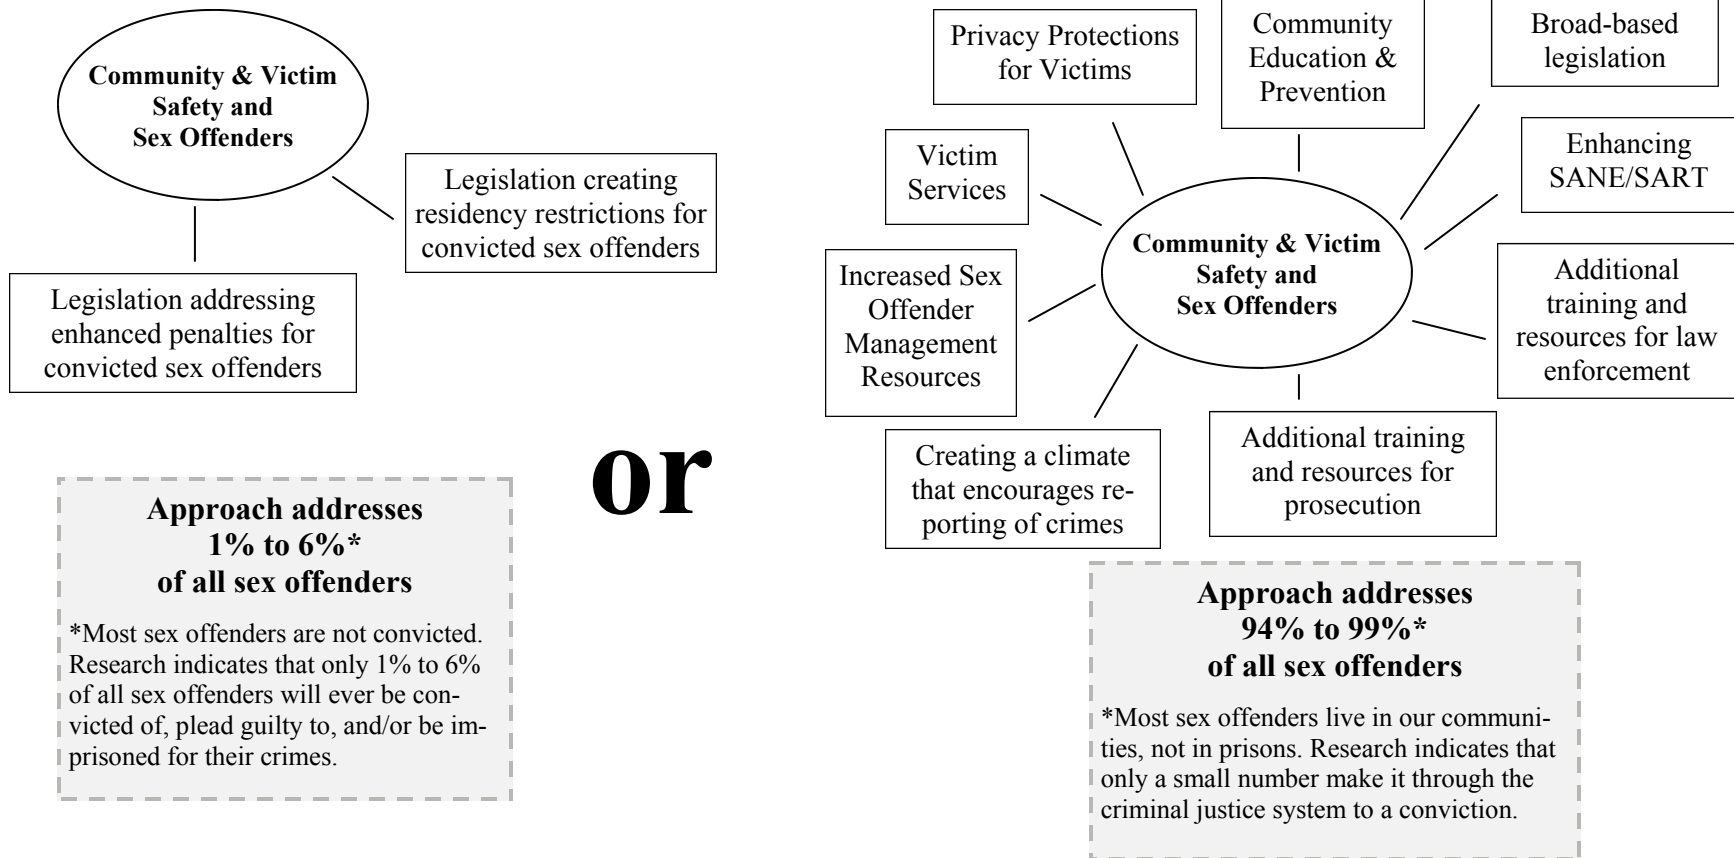 Community & Victim
Safety and
Sex Offenders
Legislation creating
residency restrictions for
convicted sex offenders
Legislation addressing
enhanced penalties for
convicted sex offenders
Approach addresses
1% to 6%*
of all sex offenders
*Most sex offenders are not convicted.
Research indicates that only 1% to 6%
of all sex offenders will ever be con-
victed of, plead guilty to, and/or be im-
prisoned for their crimes.
or
Privacy Protections
for Victims
Community
Education &
Prevention
Broad-based
legislation
Victim
Services
Enhancing
SANE/SART
Community & Victim
Safety and
Sex Offenders
Increased Sex
Offender
Management
Resources
Additional
training and
resources for law
enforcement
Creating a climate
that encourages re-
porting of crimes
Additional training
and resources for
prosecution
Approach addresses
94% to 99%*
of all sex offenders
*Most sex offenders live in our communi-
ties, not in prisons. Research indicates that
only a small number make it through the
criminal justice system to a conviction.